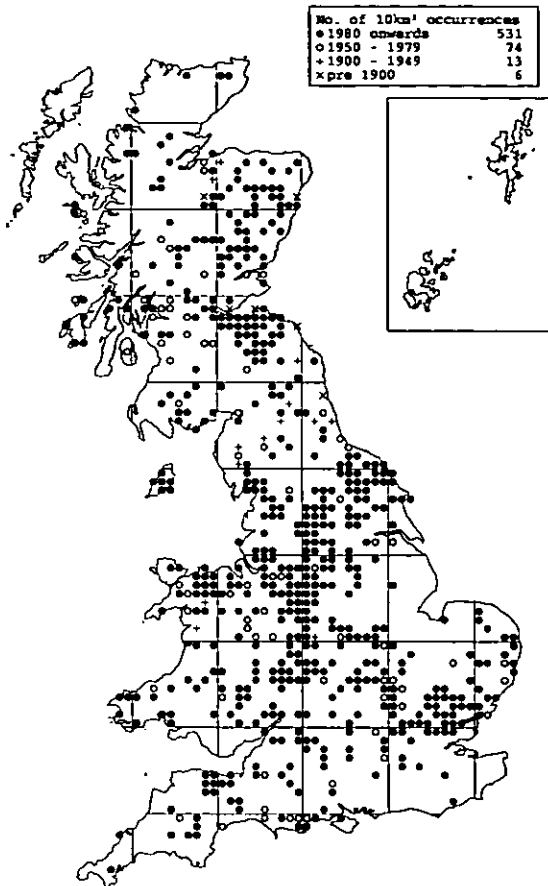 No. of 10km² occurrences
● 1980 onwards 531
○ 1950 - 1979 74
+ 1900 - 1949 13
× pre 1900 6